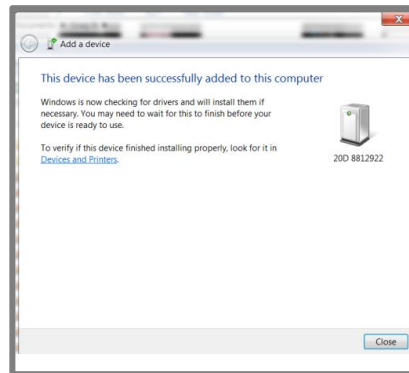 Add a device
This device has been successfully added to this computer
Windows is now checking for drivers and will install them if
necessary. You may need to wait for this to finish before your
device is ready to use.
To verify if this device finished installing properly, look for it in
Devices and Printers.
20D 8812922
Close